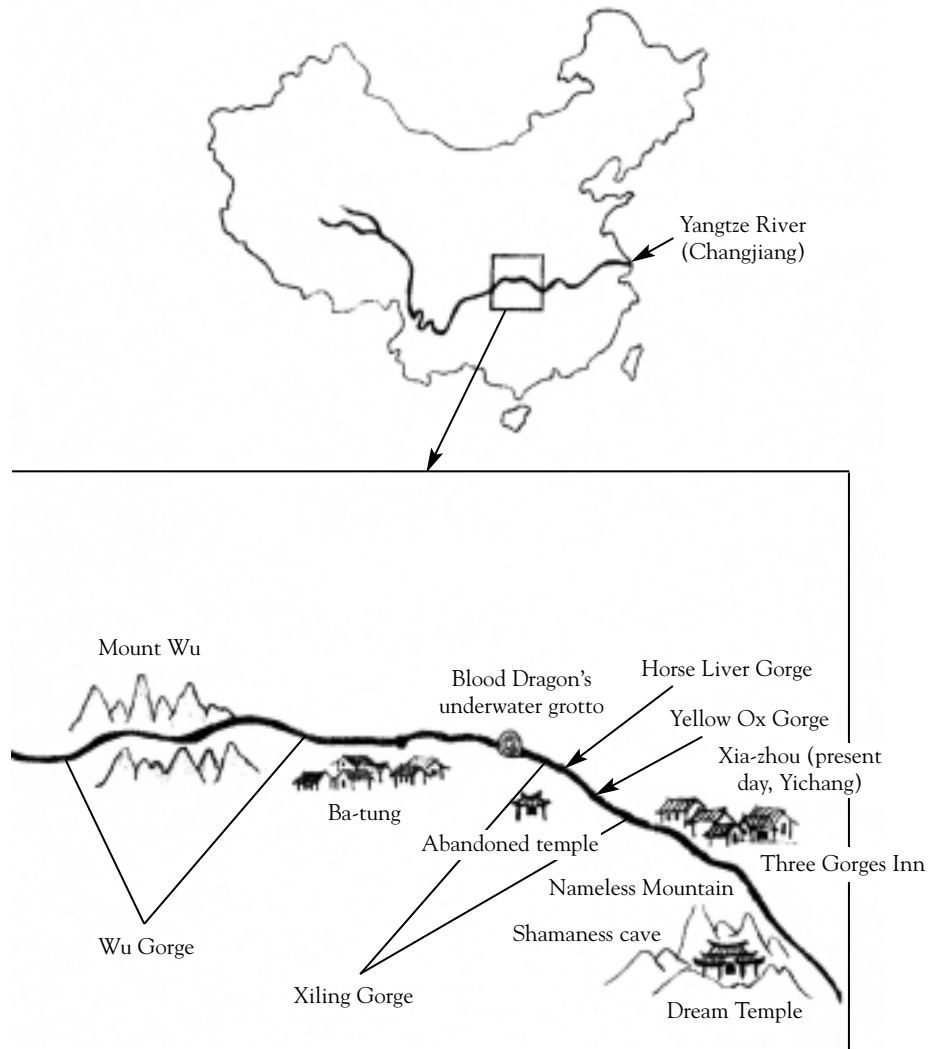 Yangtze River
(Changjiang)
Mount Wu
Blood Dragon's
underwater grotto
Horse Liver Gorge
Yellow Ox Gorge
Xia-zhou (present
day, Yichang)
Ba-tung
Abandoned temple
Three Gorges Inn
Nameless Mountain
Shamaness cave
Wu Gorge
Xiling Gorge
Dream Temple